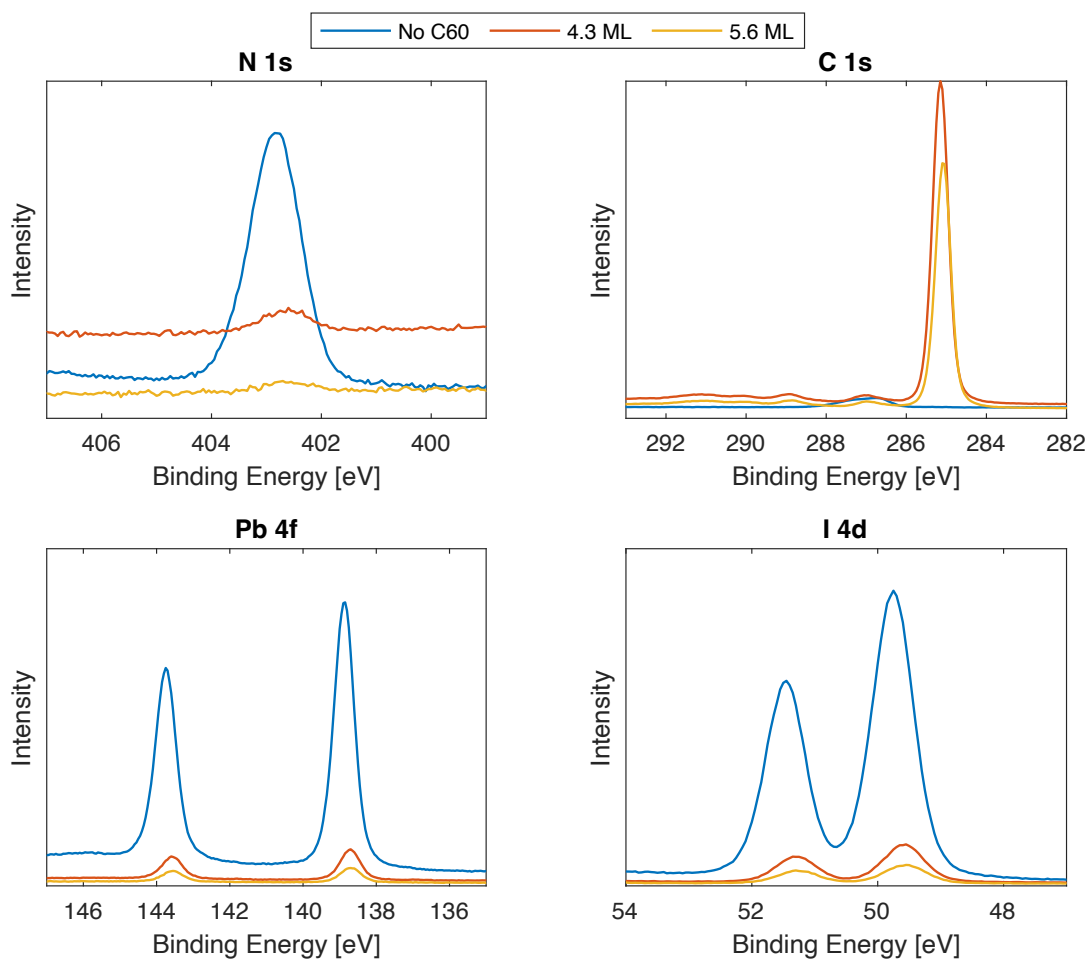 No C60 4.3 ML 5.6 ML
N 1s
Intensity
406 404 402 400
Binding Energy [eV]
C 1s
Intensity
292 290 288 286 284 282
Binding Energy [eV]
Pb 4f
Intensity
146 144 142 140 138 136
Binding Energy [eV]
I 4d
Intensity
54 52 50 48
Binding Energy [eV]